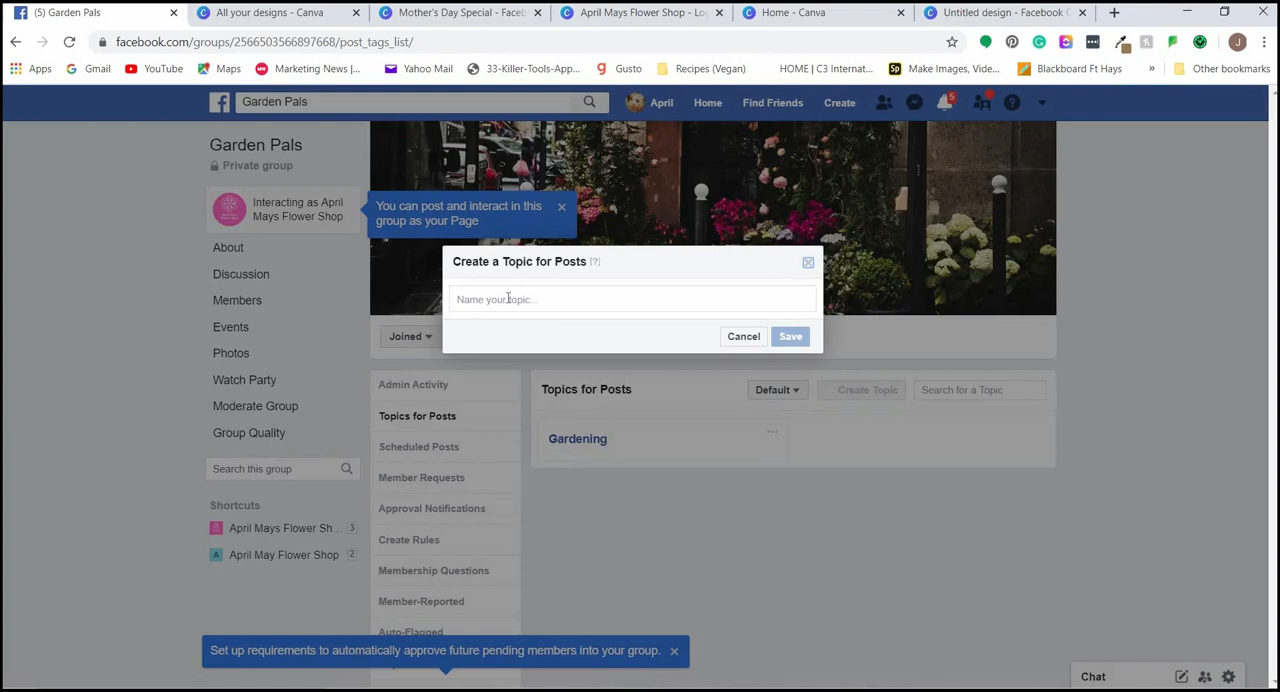 (5) Garden Pals
All your designs - Canva
Mother's Day Special - Faceb
April Mays Flower Shop - Log
Home - Canva
Untitled design - Facebook C
facebook.com/groups/2566503566897668/post_tags_list/
J
Apps
Gmail
YouTube
Maps
Marketing News |...
Yahoo Mail
33-Killer-Tools-App...
Gusto
Recipes (Vegan)
HOME | C3 Internat...
Make Images, Vide...
Blackboard Ft Hays
»
Other bookmarks
Garden Pals
April
Home
Find Friends
Create
5
Garden Pals
Private group
Interacting as April
Mays Flower Shop
You can post and interact in this
group as your Page
About
Discussion
Members
Events
Photos
Watch Party
Moderate Group
Group Quality
Search this group
Shortcuts
April Mays Flower Sh... 3
A April May Flower Shop 2
Create a Topic for Posts [?]
Name your topic...
Cancel
Save
Joined
Admin Activity
Topics for Posts
Scheduled Posts
Member Requests
Approval Notifications
Create Rules
Membership Questions
Member-Reported
Auto-Flagged
Topics for Posts
Default
Create Topic
Search for a Topic
Gardening
...
Set up requirements to automatically approve future pending members into your group.
Chat